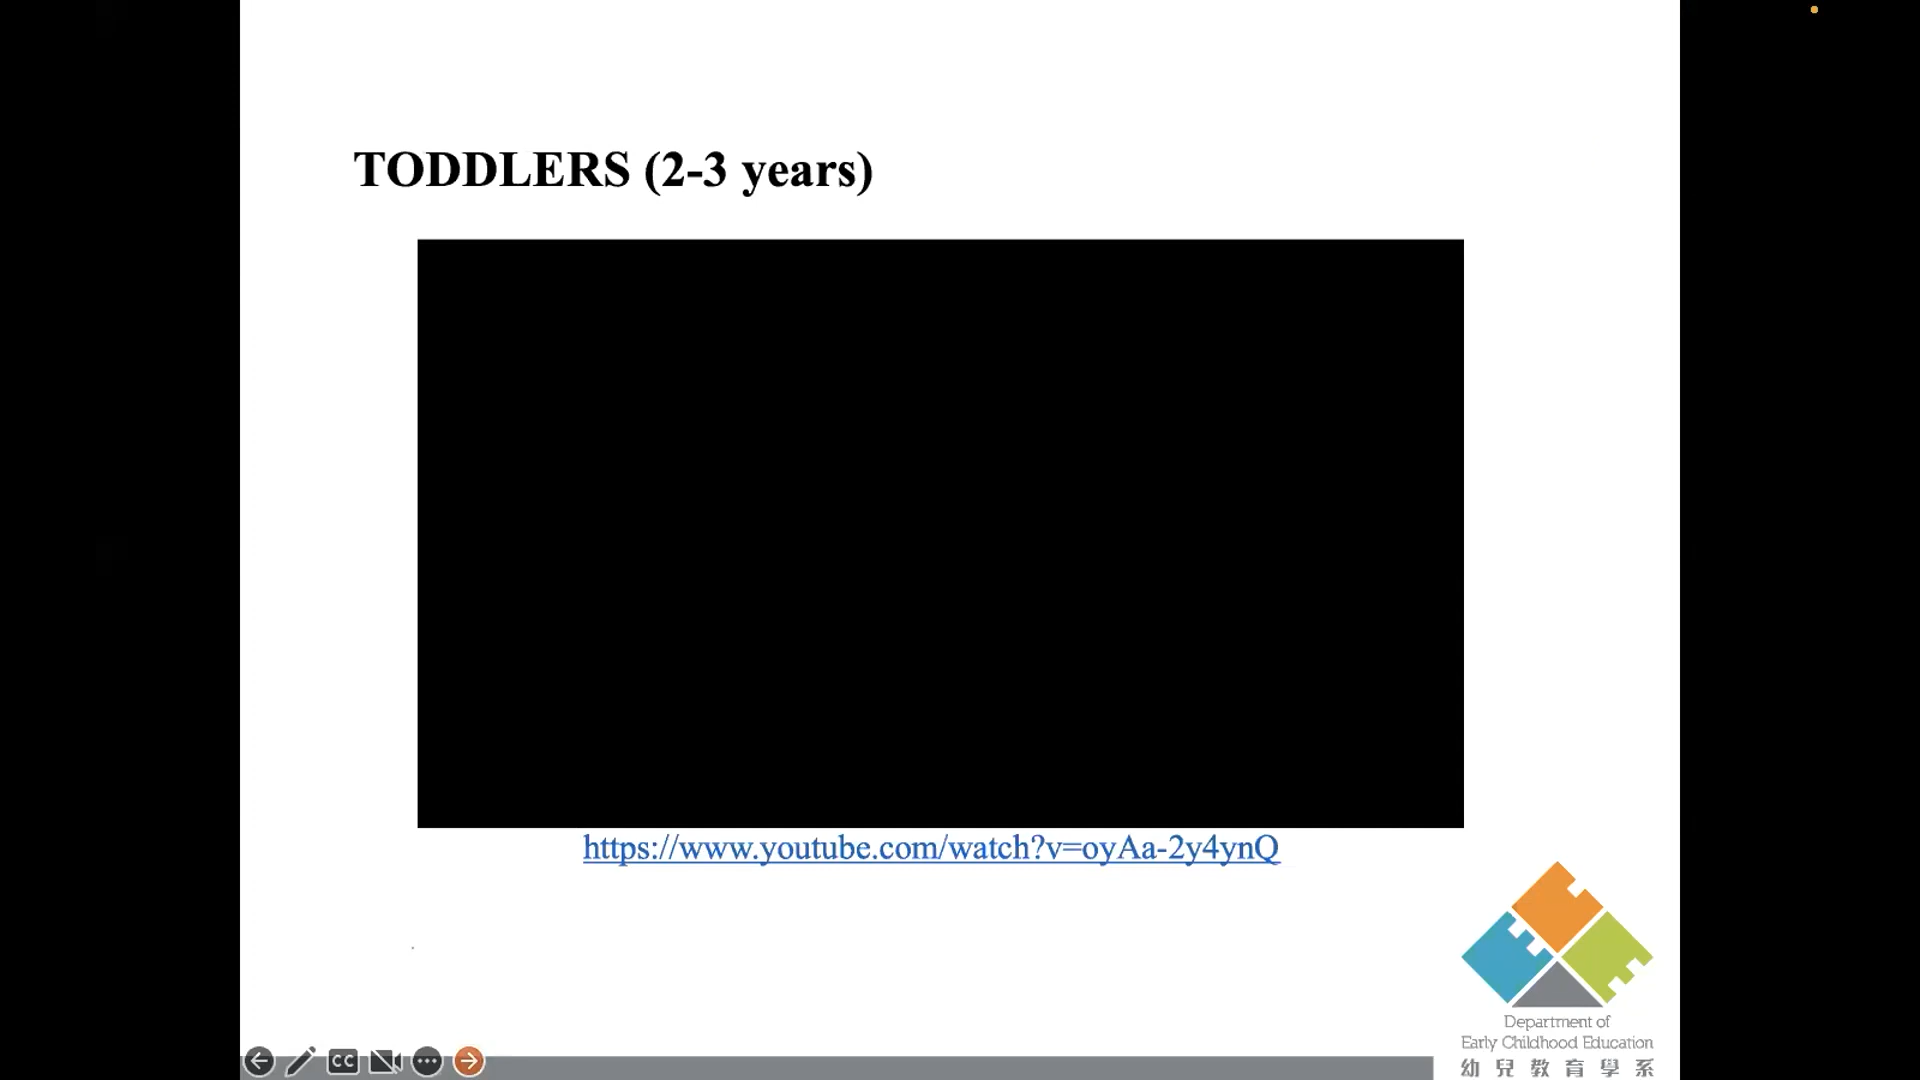 TODDLERS (2-3 years)
https://www.youtube.com/watch?v=oyAa-2y4ynQ
Department of
Early Childhood Education
幼兒教育學系
CC